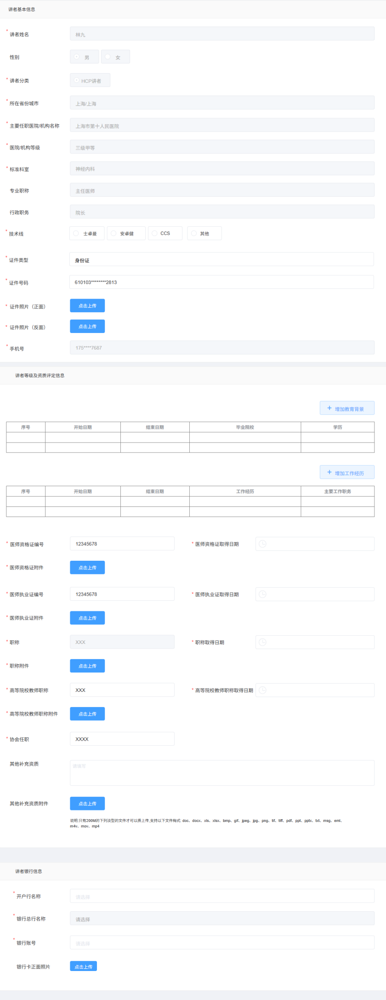 讲者基本信息
* 讲者姓名 林九
性别 男 女
* 讲者分类 HCP讲者
* 所在省份城市 上海/上海
* 主要任职医院/机构名称 上海市第十人民医院
* 医院/机构等级 三级甲等
* 标准科室 神经内科
专业职称 主任医师
行政职务 院长
* 技术线 士卓曼 安卓健 CCS 其他
* 证件类型 身份证
* 证件号码 610103********2813
* 证件照片（正面） 点击上传
* 证件照片（反面） 点击上传
* 手机号 175****7687
讲者等级及资质评定信息
+ 增加教育背景
序号 开始日期 结束日期 毕业院校 学历
+ 增加工作经历
序号 开始日期 结束日期 工作经历 主要工作职务
* 医师资格证编号 12345678 * 医师资格证取得日期
* 医师资格证附件 点击上传
* 医师执业证编号 12345678 * 医师执业证取得日期
* 医师执业证附件 点击上传
* 职称 XXX * 职称取得日期
* 职称附件 点击上传
* 高等院校教师职称 XXX * 高等院校教师职称取得日期
* 高等院校教师职称附件 点击上传
* 协会任职 XXXX
其他补充资质 请填写
其他补充资质附件 点击上传
说明:只有200M的下列淡型的文件才可以质上传,支持以下文件梅式: doc、docx、xls、xlsx、bmp、gif、jpeg、jpg、png、tif、tiff、pdf、ppt、pptx、txt、msg、eml、
m4v、mov、mp4
讲者银行信息
* 开户行名称 请选择
* 银行总行名称 请选择
* 银行账号 请选择
银行卡正面照片 点击上传